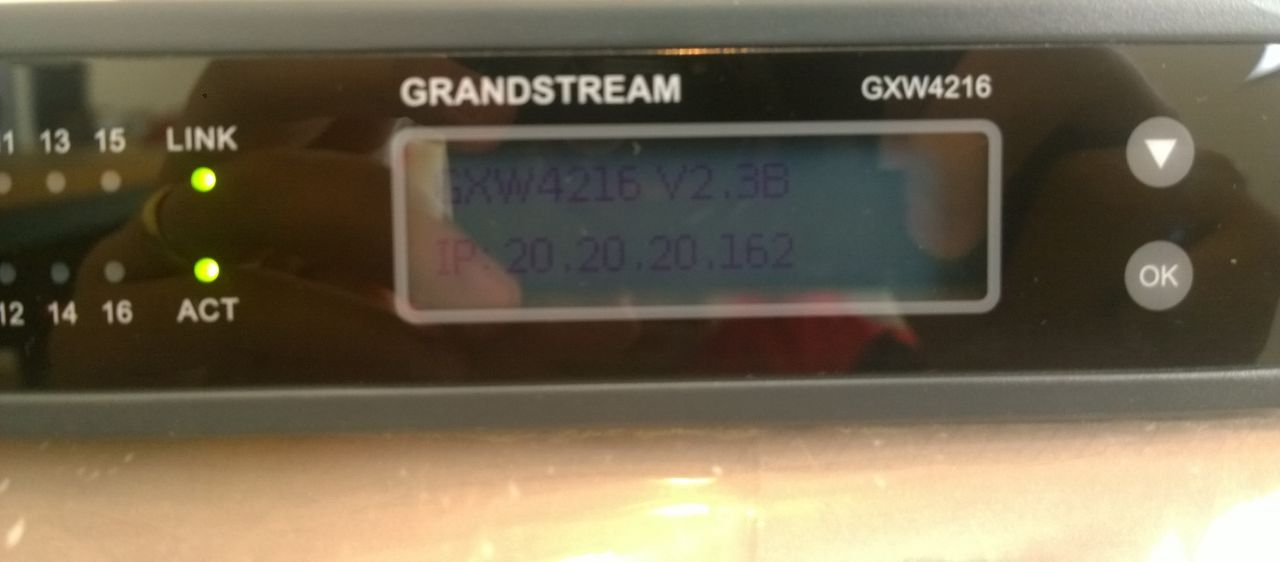 GRANDSTREAM GXW4216
11 13 15 LINK
GXW4216 V2.3B
IP: 20.20.20.162
12 14 16 ACT
OK